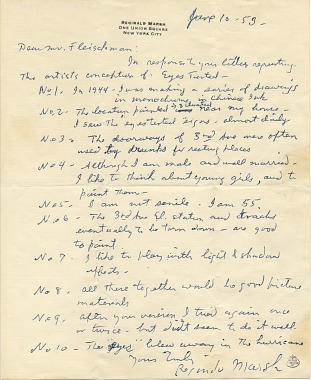 REGINALD MARSH
ONE UNION SQUARE
NEW YORK CITY
June 10 - 53 -
Dear Mr. Fleischman:
In response to your letter requesting
The artists conception of Eyes Tested -
No 1 - In 1944 - I was making a series of drawings
in monochrome Chinese Ink
No. 2 - The location painted is near my house -
I saw the eyes tested signs - almost daily
No 3 - The doorways of 3rd Ave were often
used by drunks for resting places
No 4 - Although I am male and well married -
I like to think about young girls, and to
paint them -
No 5 - I am not senile - I am 55.
No 6 - The 3rd Ave El. station and tracks
eventually to be torn down - are good
to paint
No 7 - I like to play with light & shadow
effects -
No 8 - all these together would be good picture
materials
No 9 - after your version I tried again once
or twice - but didn't seem to do it well
No 10 - The "eyes" blew away in the hurricane
Yours Truly
Reginald Marsh